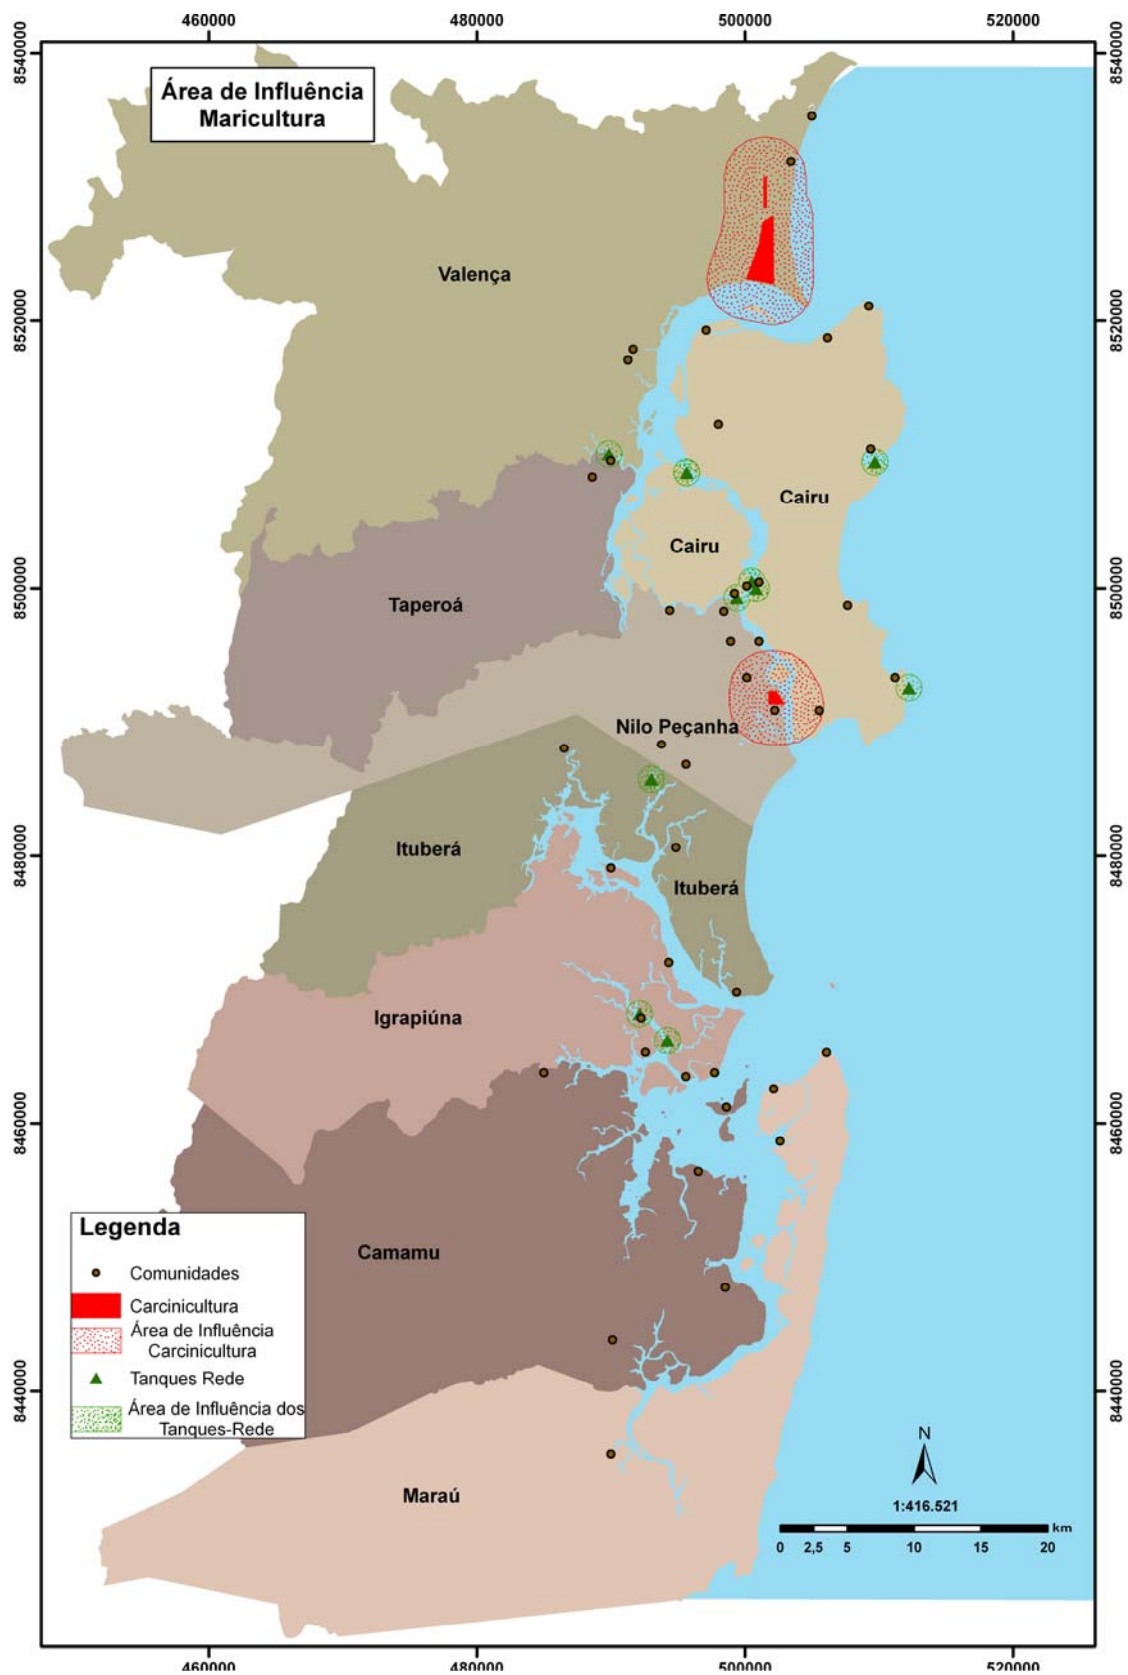 460000
480000
500000
520000
8540000
8540000
Área de Influência
Maricultura
Valença
8520000
8520000
Cairu
Cairu
8500000
8500000
Taperoá
Nilo Peçanha
Ituberá
8480000
8480000
Ituberá
Igrapiúna
8460000
8460000
Legenda
Camamu
Comunidades
Carcinicultura
Área de Influência
Carcinicultura
Tanques Rede
Área de Influência dos
Tanques-Rede
8440000
8440000
N
1:416.521
km
0 2,5 5 10 15 20
Maraú
460000
480000
500000
520000